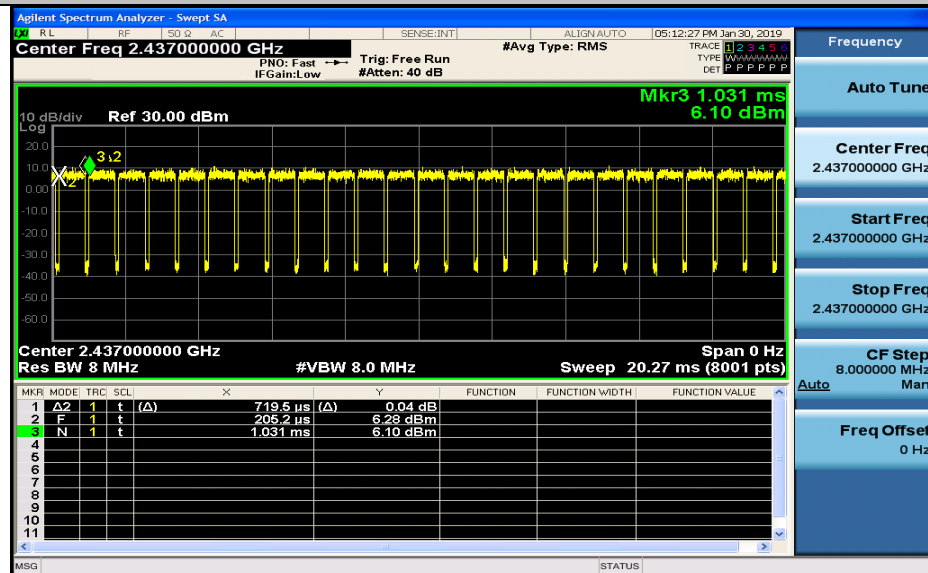 Agilent Spectrum Analyzer - Swept SA
LXI RL RF 50 Ω AC SENSE:INT ALIGN AUTO 05:12:27 PM Jan 30, 2019
Center Freq 2.437000000 GHz
PNO: Fast
IFGain:Low
Trig: Free Run
#Atten: 40 dB
#Avg Type: RMS
TRACE 1 2 3 4 5 6
TYPE
DET P P P P P P
Frequency
Mkr3 1.031 ms
6.10 dBm
10 dB/div Ref 30.00 dBm
Log
20.0
10.0
0.00
-10.0
-20.0
-30.0
-40.0
-50.0
-60.0
3Δ2
2
Center 2.437000000 GHz Span 0 Hz
Res BW 8 MHz #VBW 8.0 MHz Sweep 20.27 ms (8001 pts)
MKR MODE TRC SCL X Y FUNCTION FUNCTION WIDTH FUNCTION VALUE
1 Δ2 1 t (Δ) 719.5 µs (Δ) 0.04 dB
2 F 1 t 205.2 µs 6.28 dBm
3 N 1 t 1.031 ms 6.10 dBm
4
5
6
7
8
9
10
11
MSG STATUS
Auto Tune
Center Freq
2.437000000 GHz
Start Freq
2.437000000 GHz
Stop Freq
2.437000000 GHz
CF Step
8.000000 MHz
Auto Man
Freq Offset
0 Hz